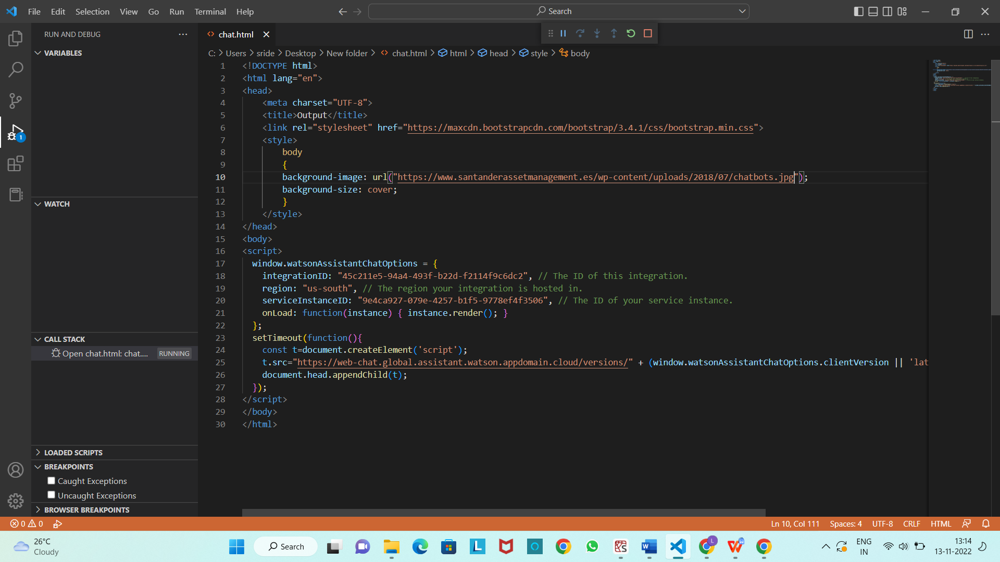 File Edit Selection View Go Run Terminal Help
Search
RUN AND DEBUG
chat.html
C: Users sride Desktop New folder chat.html html head style body
VARIABLES
WATCH
CALL STACK
Open chat.html: chat.... RUNNING
LOADED SCRIPTS
BREAKPOINTS
Caught Exceptions
Uncaught Exceptions
BROWSER BREAKPOINTS
1
1 <!DOCTYPE html>
2 <html lang="en">
3 <head>
4 <meta charset="UTF-8">
5 <title>Output</title>
6 <link rel="stylesheet" href="https://maxcdn.bootstrapcdn.com/bootstrap/3.4.1/css/bootstrap.min.css">
7 <style>
8 body
9 {
10 background-image: url("https://www.santanderassetmanagement.es/wp-content/uploads/2018/07/chatbots.jpg");
11 background-size: cover;
12 }
13 </style>
14 </head>
15 <body>
16 <script>
17 window.watsonAssistantChatOptions = {
18 integrationID: "45c211e5-94a4-493f-b22d-f2114f9c6dc2", // The ID of this integration.
19 region: "us-south", // The region your integration is hosted in.
20 serviceInstanceID: "9e4ca927-079e-4257-b1f5-9778ef4f3506", // The ID of your service instance.
21 onLoad: function(instance) { instance.render(); }
22 };
23 setTimeout(function(){
24 const t=document.createElement('script');
25 t.src="https://web-chat.global.assistant.watson.appdomain.cloud/versions/" + (window.watsonAssistantChatOptions.clientVersion || 'lat
26 document.head.appendChild(t);
27 });
28 </script>
29 </body>
30 </html>
0 0
Ln 10, Col 111 Spaces: 4 UTF-8 CRLF HTML
26°C
Cloudy
Search
ENG
IN
13:14
13-11-2022